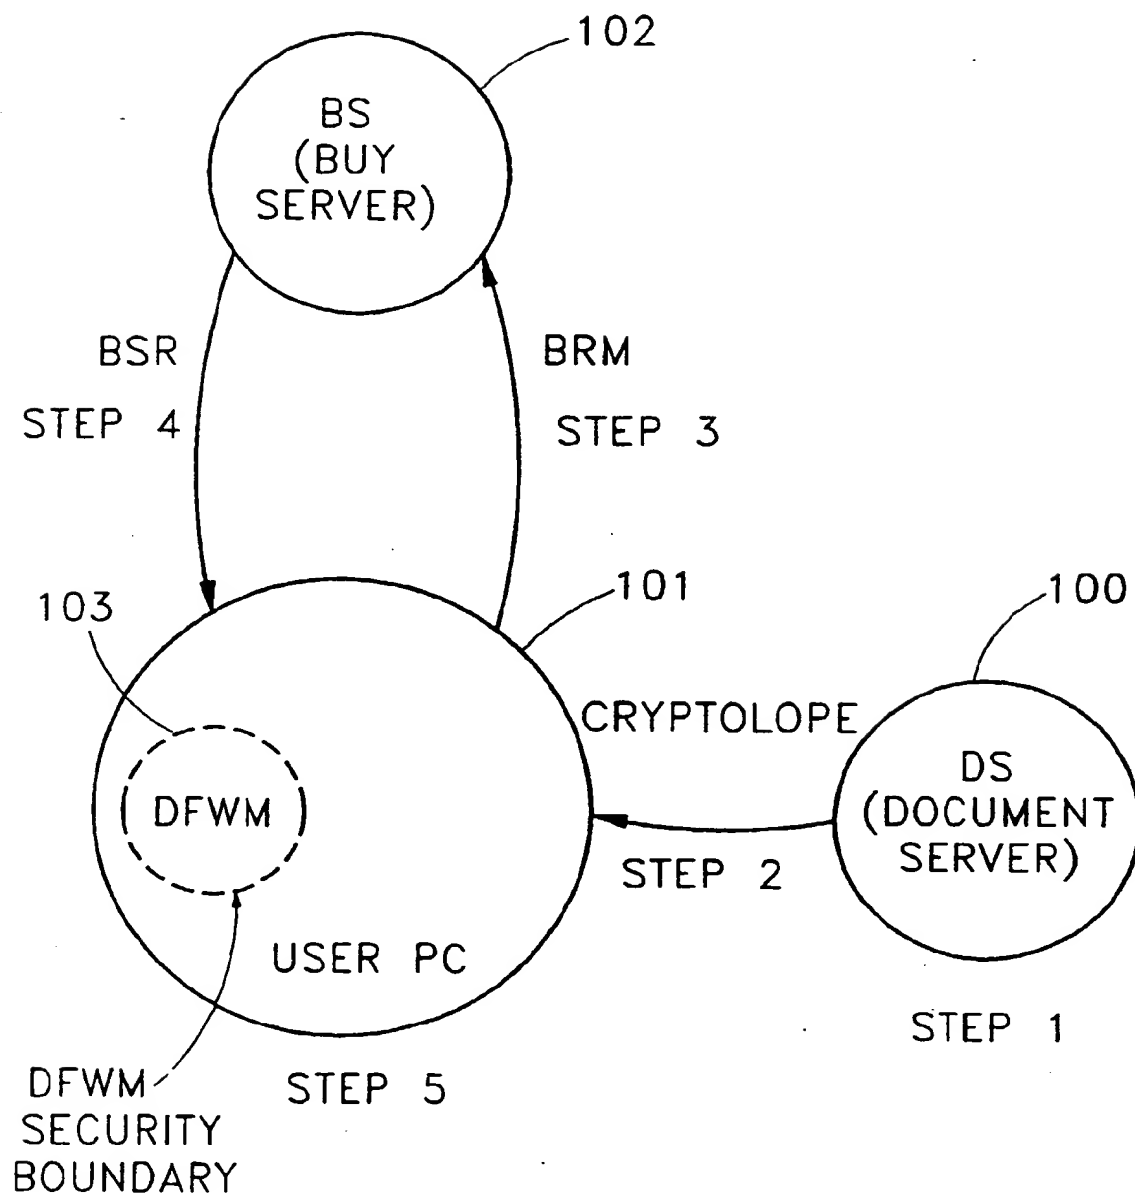 102
BS
(BUY
SERVER)
BSR
BRM
STEP 4
STEP 3
103
101
100
CRYPTOLOPE
DS
(DOCUMENT
SERVER)
DFWM
STEP 2
USER PC
STEP 1
DFWM
SECURITY
BOUNDARY
STEP 5